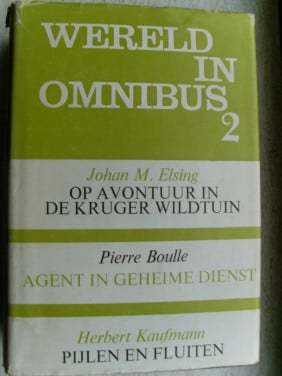 WERELD
IN
OMNIBUS
2
Johan M. Elsing
OP AVONTUUR IN
DE KRUGER WILDTUIN
Pierre Boulle
AGENT IN GEHEIME DIENST
Herbert Kaufmann
PIJLEN EN FLUITEN